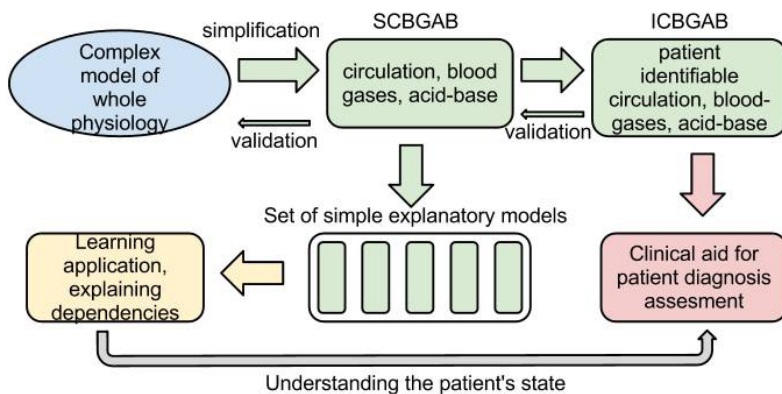 SCBGAB
ICBGAB
simplification
Complex
model of
whole
physiology
circulation, blood
gases, acid-base
patient
identifiable
circulation, blood-
gases, acid-base
validation
validation
Set of simple explanatory models
Learning
application,
explaining
dependencies
Clinical aid for
patient diagnosis
assesment
Understanding the patient's state